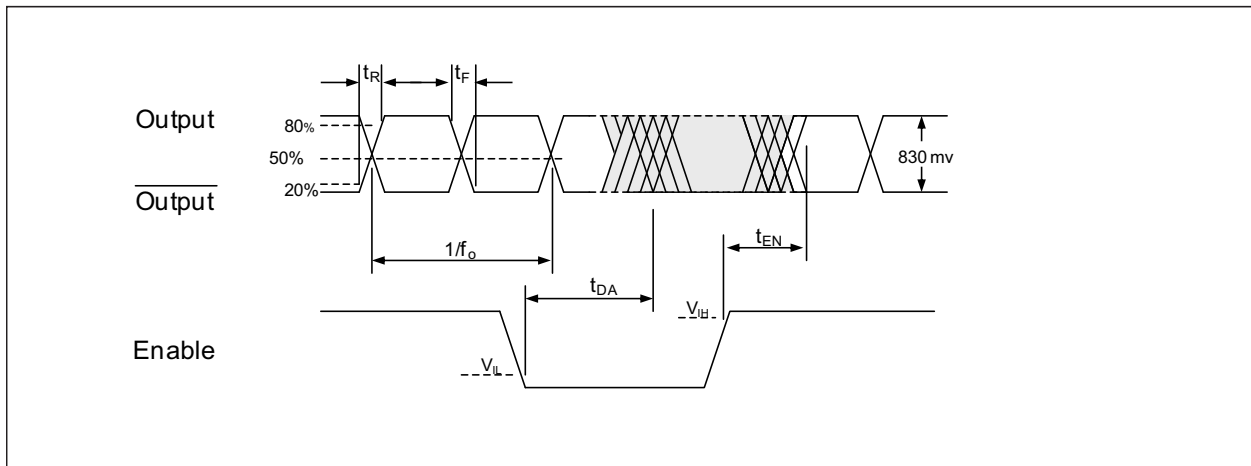 tR
tF
Output
80%
50%
830 mv
20%
Output
tEN
1/fo
tDA
VIH
Enable
VIL